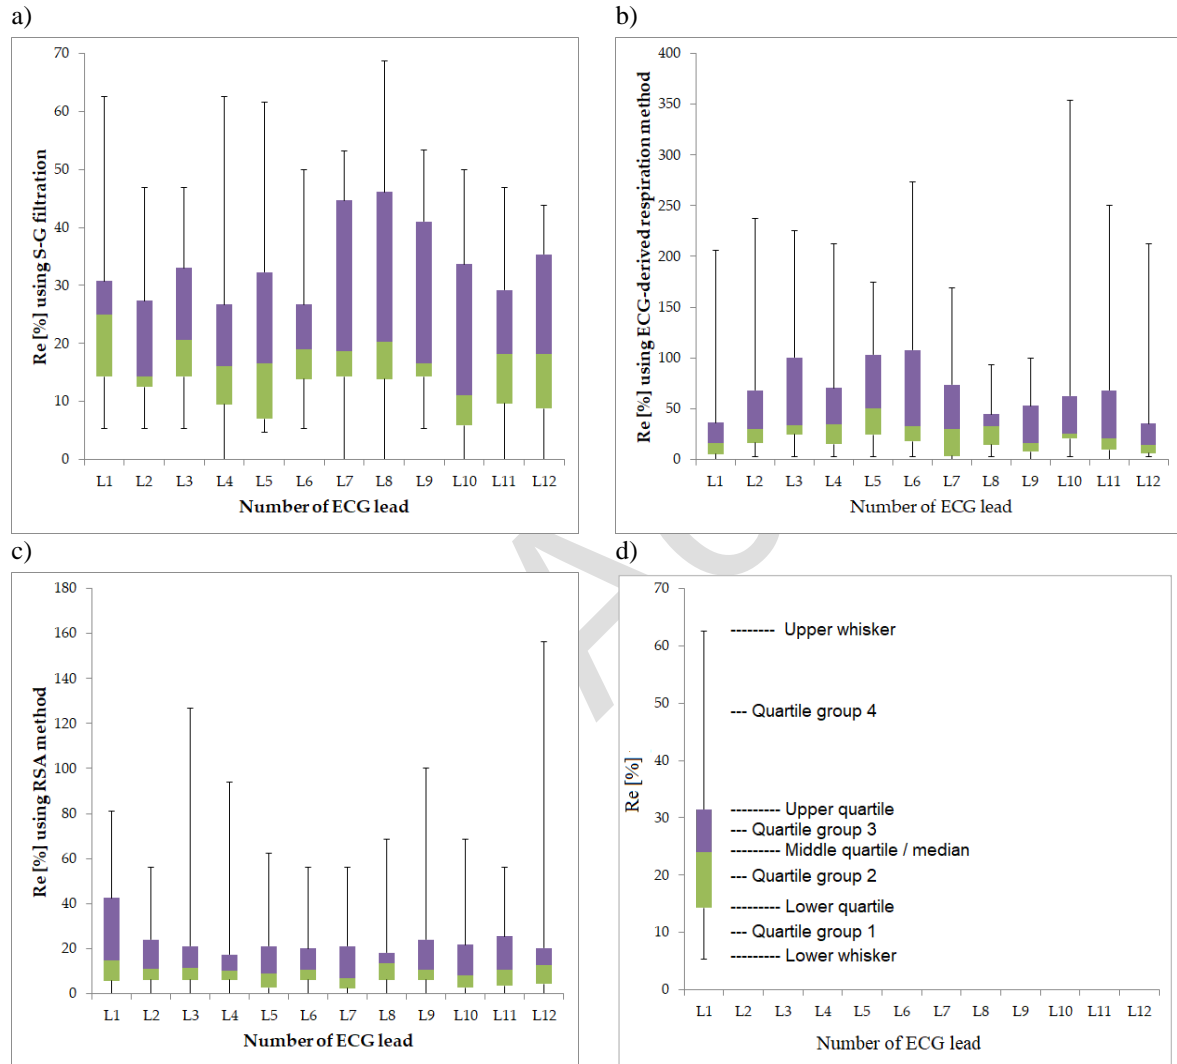 a)
70
60
50
40
30
20
10
0
Re [%] using S-G filtration
L1 L2 L3 L4 L5 L6 L7 L8 L9 L10 L11 L12
Number of ECG lead
b)
400
350
300
250
200
150
100
50
0
Re [%] using ECG-derived respiration method
L1 L2 L3 L4 L5 L6 L7 L8 L9 L10 L11 L12
Number of ECG lead
c)
180
160
140
120
100
80
60
40
20
0
Re [%] using RSA method
L1 L2 L3 L4 L5 L6 L7 L8 L9 L10 L11 L12
Number of ECG lead
d)
70
60
50
40
30
20
10
0
Re [%]
-------- Upper whisker
--- Quartile group 4
--------- Upper quartile
--- Quartile group 3
--------- Middle quartile / median
--- Quartile group 2
--------- Lower quartile
--- Quartile group 1
--------- Lower whisker
L1 L2 L3 L4 L5 L6 L7 L8 L9 L10 L11 L12
Number of ECG lead